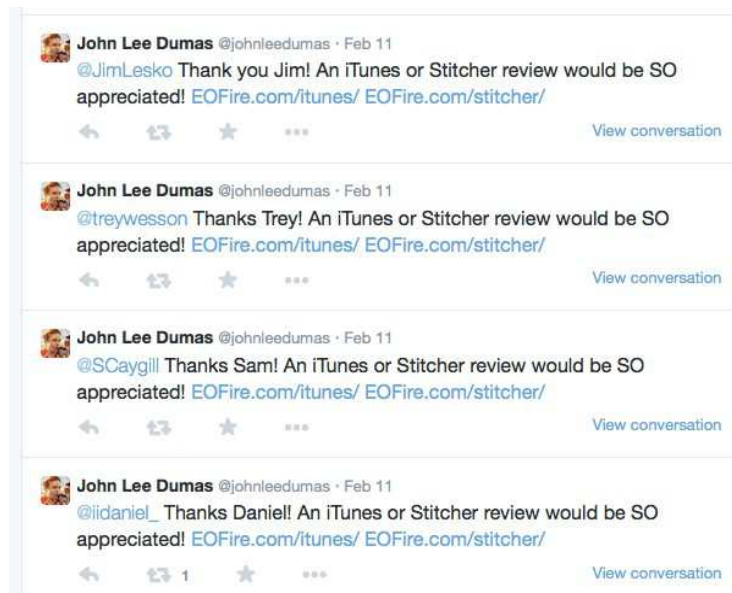 John Lee Dumas @johnleedumas · Feb 11
@JimLesko Thank you Jim! An iTunes or Stitcher review would be SO
appreciated! EOFire.com/itunes/ EOFire.com/stitcher/
View conversation
John Lee Dumas @johnleedumas · Feb 11
@treywesson Thanks Trey! An iTunes or Stitcher review would be SO
appreciated! EOFire.com/itunes/ EOFire.com/stitcher/
View conversation
John Lee Dumas @johnleedumas · Feb 11
@SCaygill Thanks Sam! An iTunes or Stitcher review would be SO
appreciated! EOFire.com/itunes/ EOFire.com/stitcher/
View conversation
John Lee Dumas @johnleedumas · Feb 11
@iidaniel_ Thanks Daniel! An iTunes or Stitcher review would be SO
appreciated! EOFire.com/itunes/ EOFire.com/stitcher/
1 View conversation